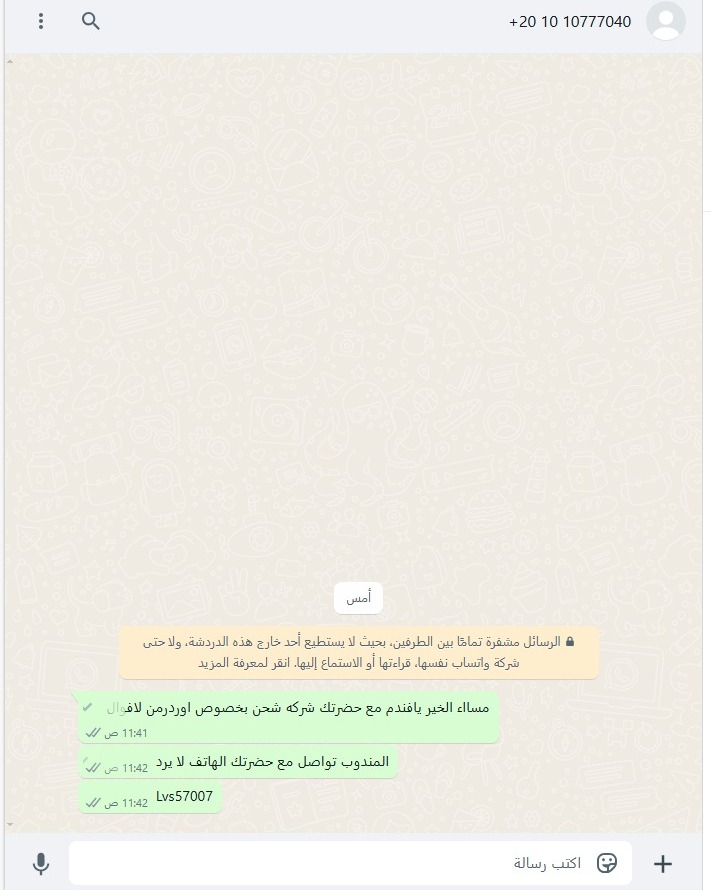 +20 10 10777040
أمس
الرسائل مشفرة تمامًا بين الطرفين، بحيث لا يستطيع أحد خارج هذه الدردشة، ولا حتى
شركة واتساب نفسها، قراءتها أو الاستماع إليها. انقر لمعرفة المزيد
مسااء الخير يافندم مع حضرتك شركه شحن بخصوص اوردرمن لافوال
11:41 ص
المندوب تواصل مع حضرتك الهاتف لا يرد
11:42 ص
Lvs57007
11:42 ص
اكتب رسالة